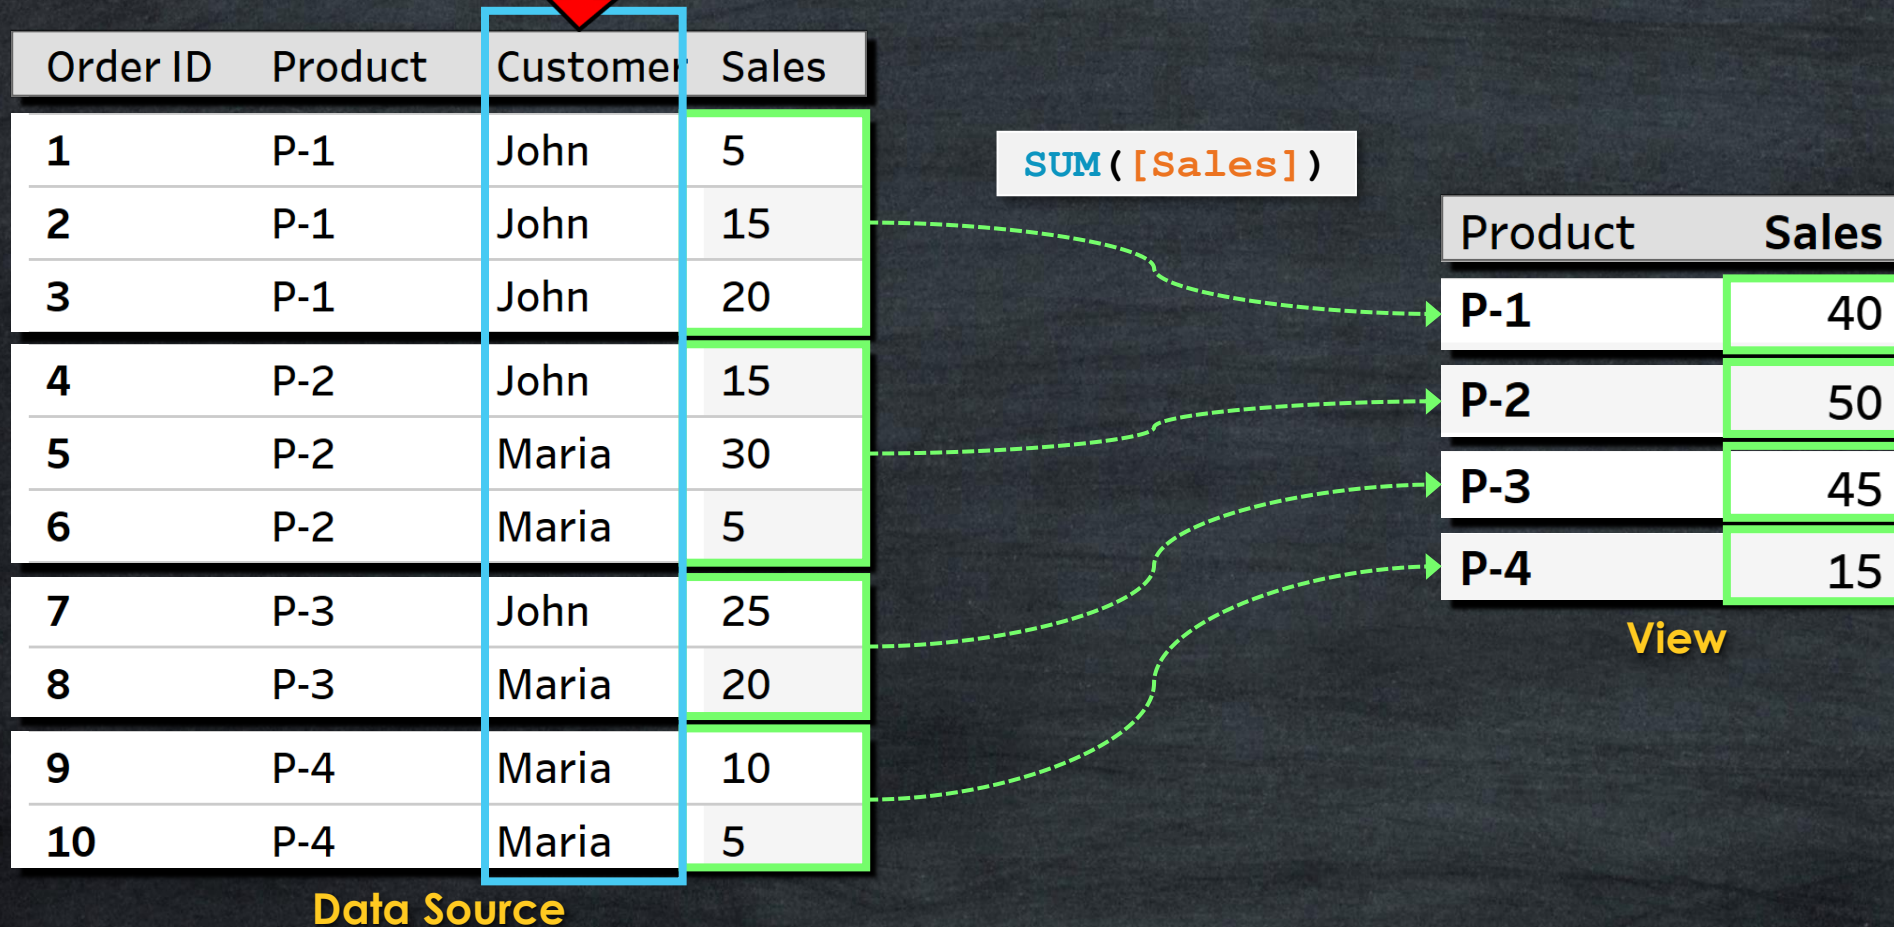 Order ID Product Customer Sales
1 P-1 John 5
2 P-1 John 15
3 P-1 John 20
4 P-2 John 15
5 P-2 Maria 30
6 P-2 Maria 5
7 P-3 John 25
8 P-3 Maria 20
9 P-4 Maria 10
10 P-4 Maria 5
Data Source
SUM([Sales])
Product Sales
P-1 40
P-2 50
P-3 45
P-4 15
View